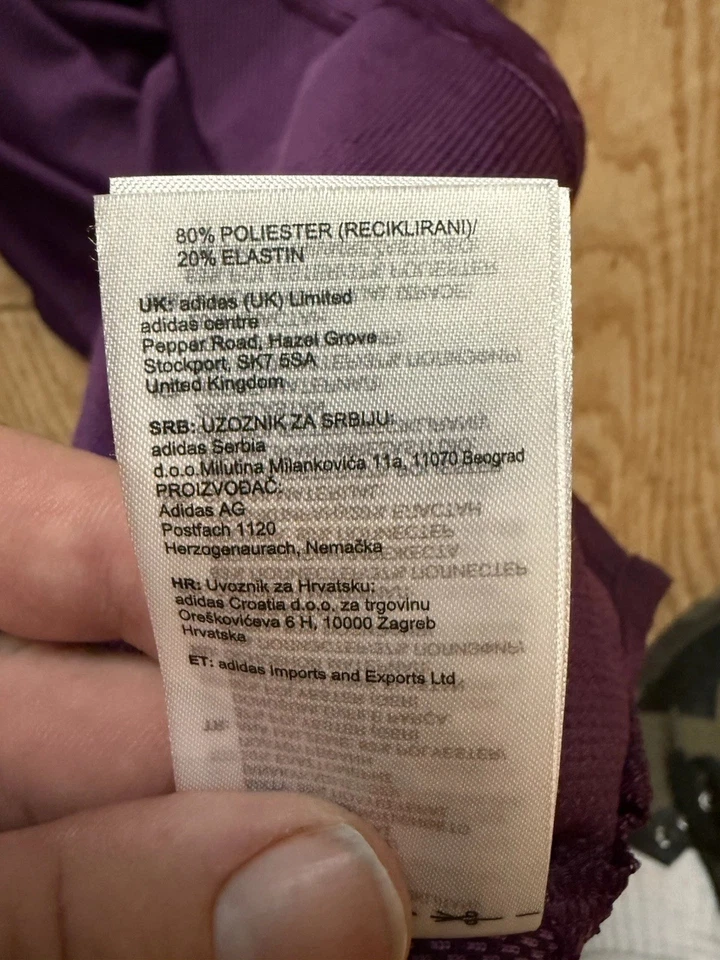 80% POLIESTER (RECIKLIRANI)/
20% ELASTIN
UK: adidas (UK) Limited
adidas centre
Pepper Road, Hazel Grove
Stockport, SK7 5SA
United Kingdom
SRB: UZOZNIK ZA SRBIJU:
adidas Serbia
d.o.o.Milutina Milankovića 11a, 11070 Beograd
PROIZVOĐAČ:
Adidas AG
Postfach 1120
Herzogenaurach, Nemačka
HR: Uvoznik za Hrvatsku:
adidas Croatia d.o.o. za trgovinu
Oreškovićeva 6 H, 10000 Zagreb
Hrvatska
ET: adidas Imports and Exports Ltd